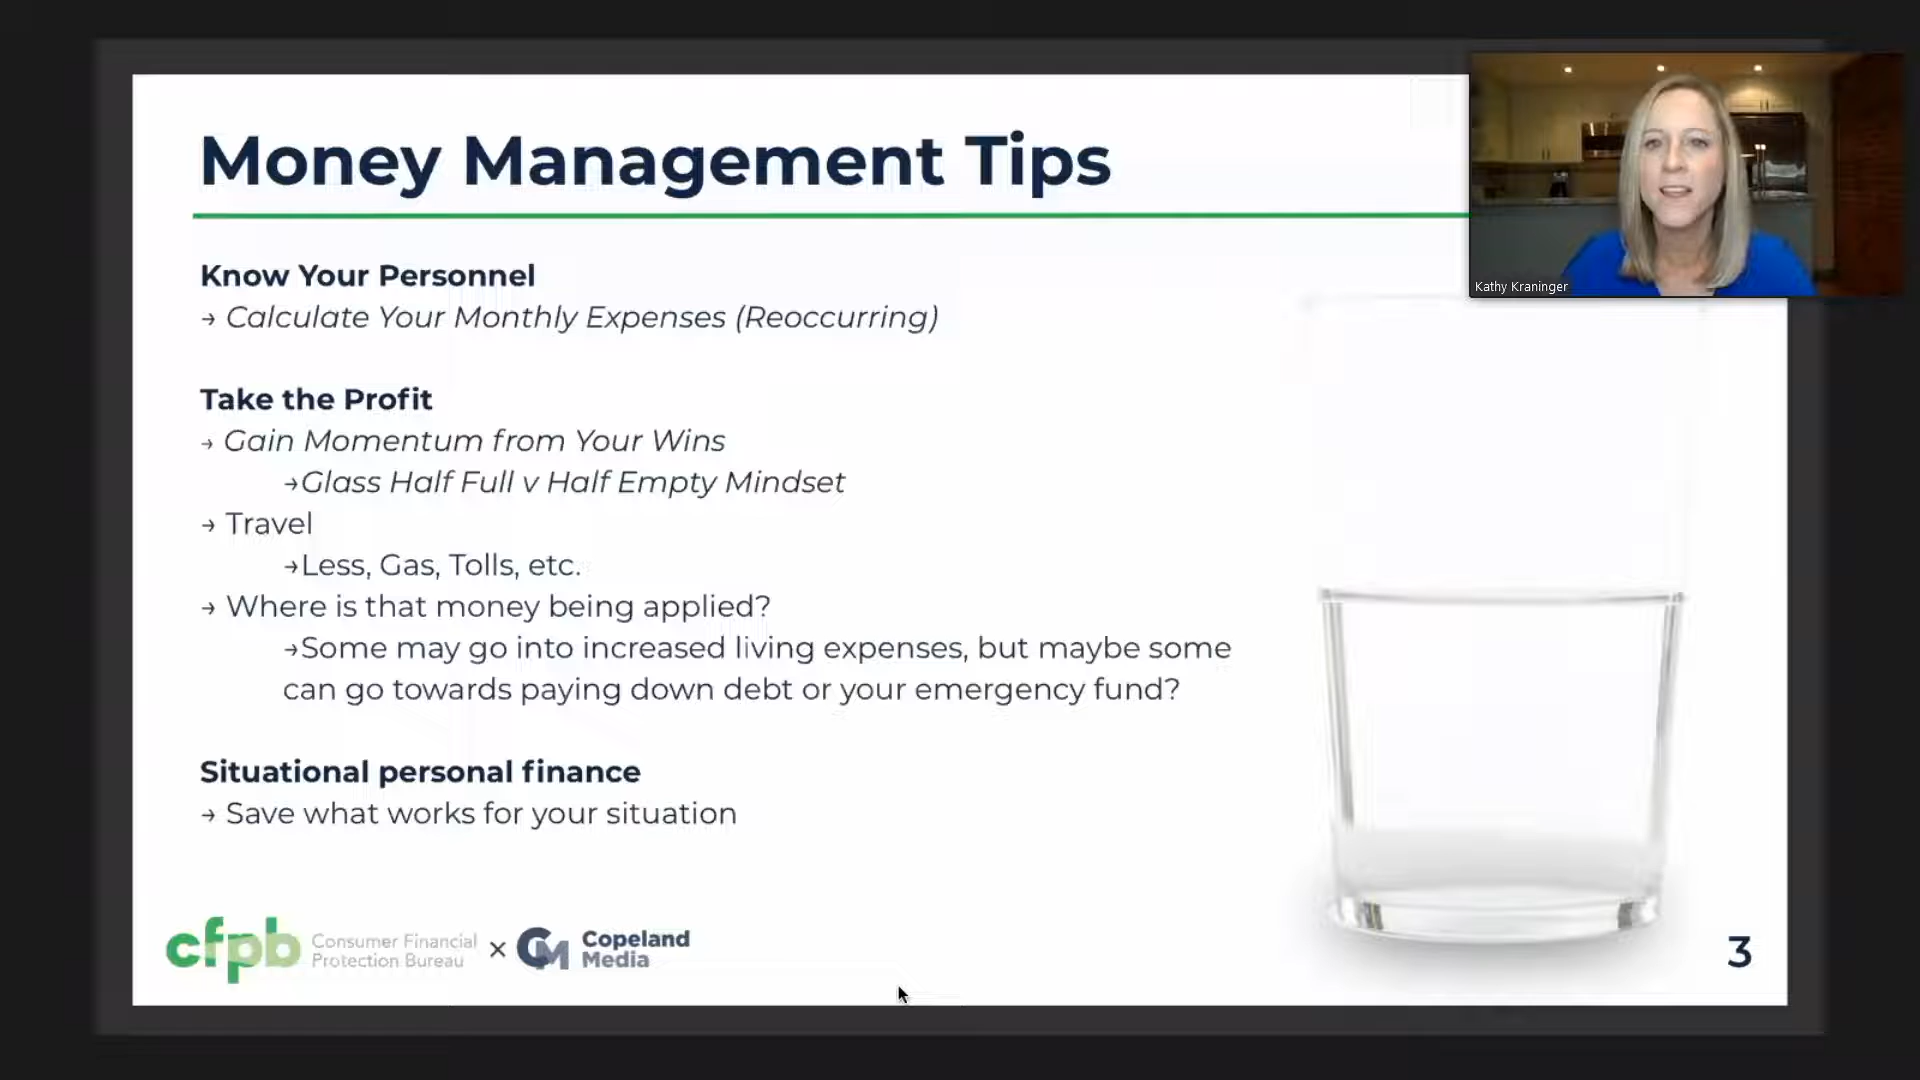 Money Management Tips
Kathy Kraninger
Know Your Personnel
→ Calculate Your Monthly Expenses (Reoccurring)
Take the Profit
→ Gain Momentum from Your Wins
→Glass Half Full v Half Empty Mindset
→ Travel
→Less, Gas, Tolls, etc.
→ Where is that money being applied?
→Some may go into increased living expenses, but maybe some
can go towards paying down debt or your emergency fund?
Situational personal finance
→ Save what works for your situation
cfpb Consumer Financial
Protection Bureau
×
CM Copeland
Media
3